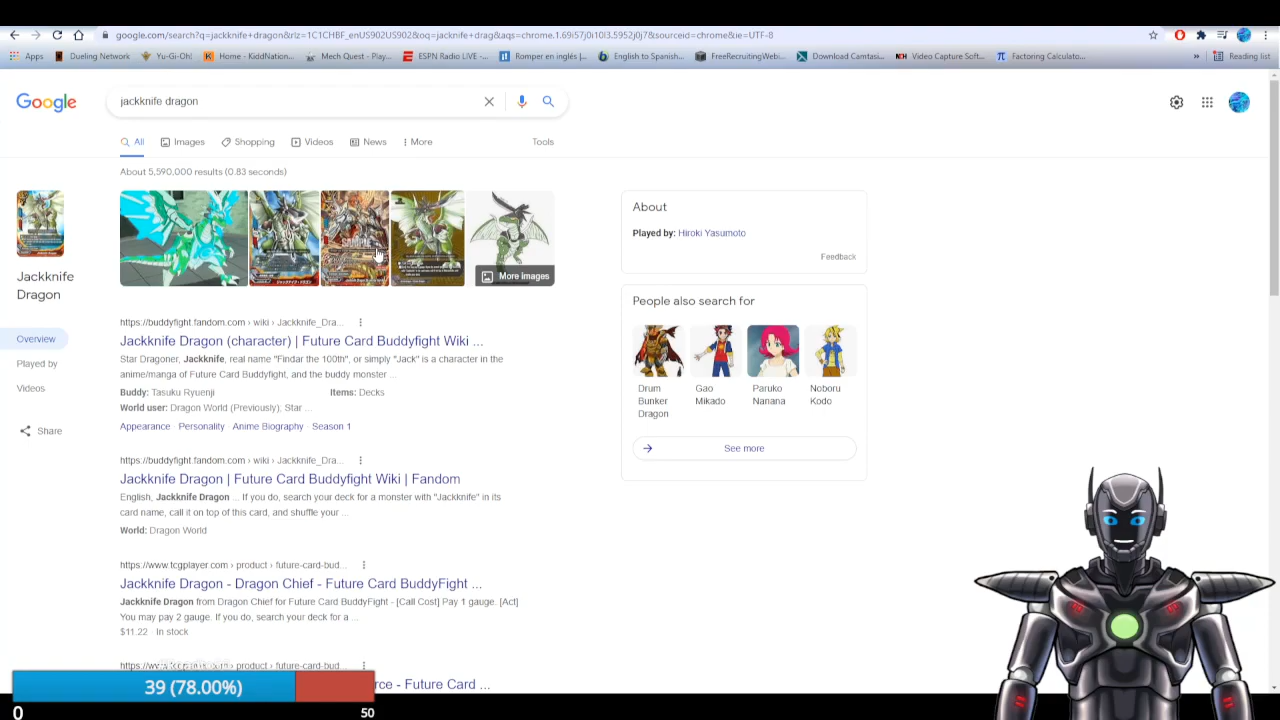 google.com/search?q=jackknife+dragon&rlz=1C1CHBF_enUS902US902&oq=jackknife+drag&aqs=chrome.1.69i57j0i10l3.5952j0j7&sourceid=chrome&ie=UTF-8
Apps Dueling Network Yu-Gi-Oh! Home - KiddNation... Mech Quest - Play... ESPN Radio LIVE -... Romper en inglés |... English to Spanish... FreeRecruitingWebi... Download Camtasi... Video Capture Soft... Factoring Calculato... » Reading list
Google
jackknife dragon
All Images Shopping Videos News More Tools
About 5,590,000 results (0.83 seconds)
SAMPLE
More images
Jackknife
Dragon
Overview
Played by
Videos
Share
https://buddyfight.fandom.com › wiki › Jackknife_Dra...
Jackknife Dragon (character) | Future Card Buddyfight Wiki ...
Star Dragoner, Jackknife, real name "Findar the 100th", or simply "Jack" is a character in the
anime/manga of Future Card Buddyfight, and the buddy monster ...
Buddy: Tasuku Ryuenji Items: Decks
World user: Dragon World (Previously); Star ...
Appearance · Personality · Anime Biography · Season 1
https://buddyfight.fandom.com › wiki › Jackknife_Dra...
Jackknife Dragon | Future Card Buddyfight Wiki | Fandom
English, Jackknife Dragon ... If you do, search your deck for a monster with "Jackknife" in its
card name, call it on top of this card, and shuffle your ...
World: Dragon World
https://www.tcgplayer.com › product › future-card-bud...
Jackknife Dragon - Dragon Chief - Future Card BuddyFight ...
Jackknife Dragon from Dragon Chief for Future Card BuddyFight - [Call Cost] Pay 1 gauge. [Act]
You may pay 2 gauge. If you do, search your deck for a ...
$11.22 · In stock
› product › future-card-bud...
rce - Future Card ...
About
Played by: Hiroki Yasumoto
Feedback
People also search for
Drum
Bunker
Dragon
Gao
Mikado
Paruko
Nanana
Noboru
Kodo
See more
39 (78.00%)
0
50